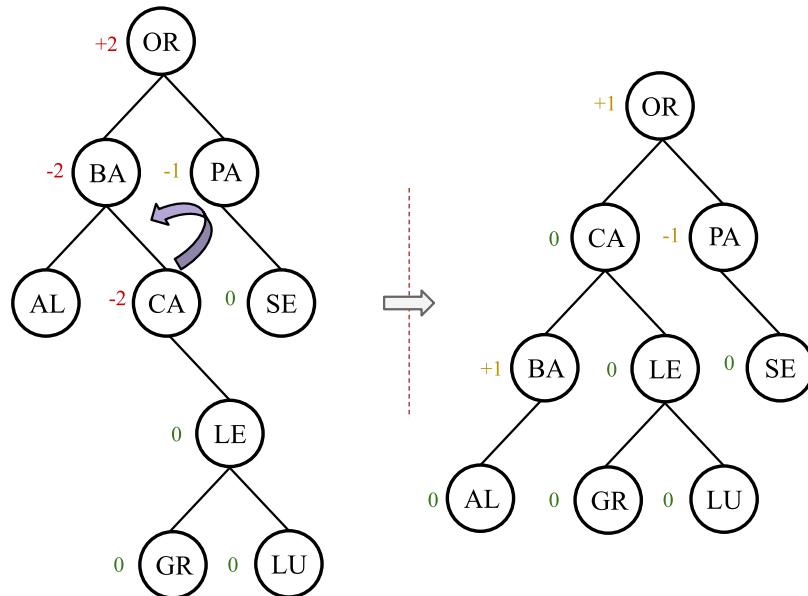 +2 OR
-2 BA -1 PA
AL -2 CA 0 SE
0 LE
0 GR 0 LU
+1 OR
0 CA -1 PA
+1 BA 0 LE 0 SE
0 AL 0 GR 0 LU